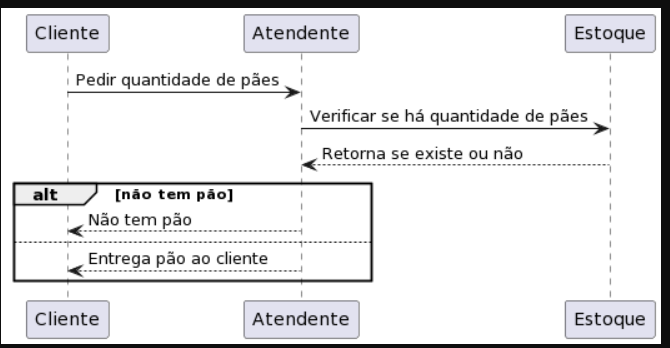 Cliente Atendente Estoque
Pedir quantidade de pães
Verificar se há quantidade de pães
Retorna se existe ou não
alt [não tem pão]
Não tem pão
Entrega pão ao cliente
Cliente Atendente Estoque